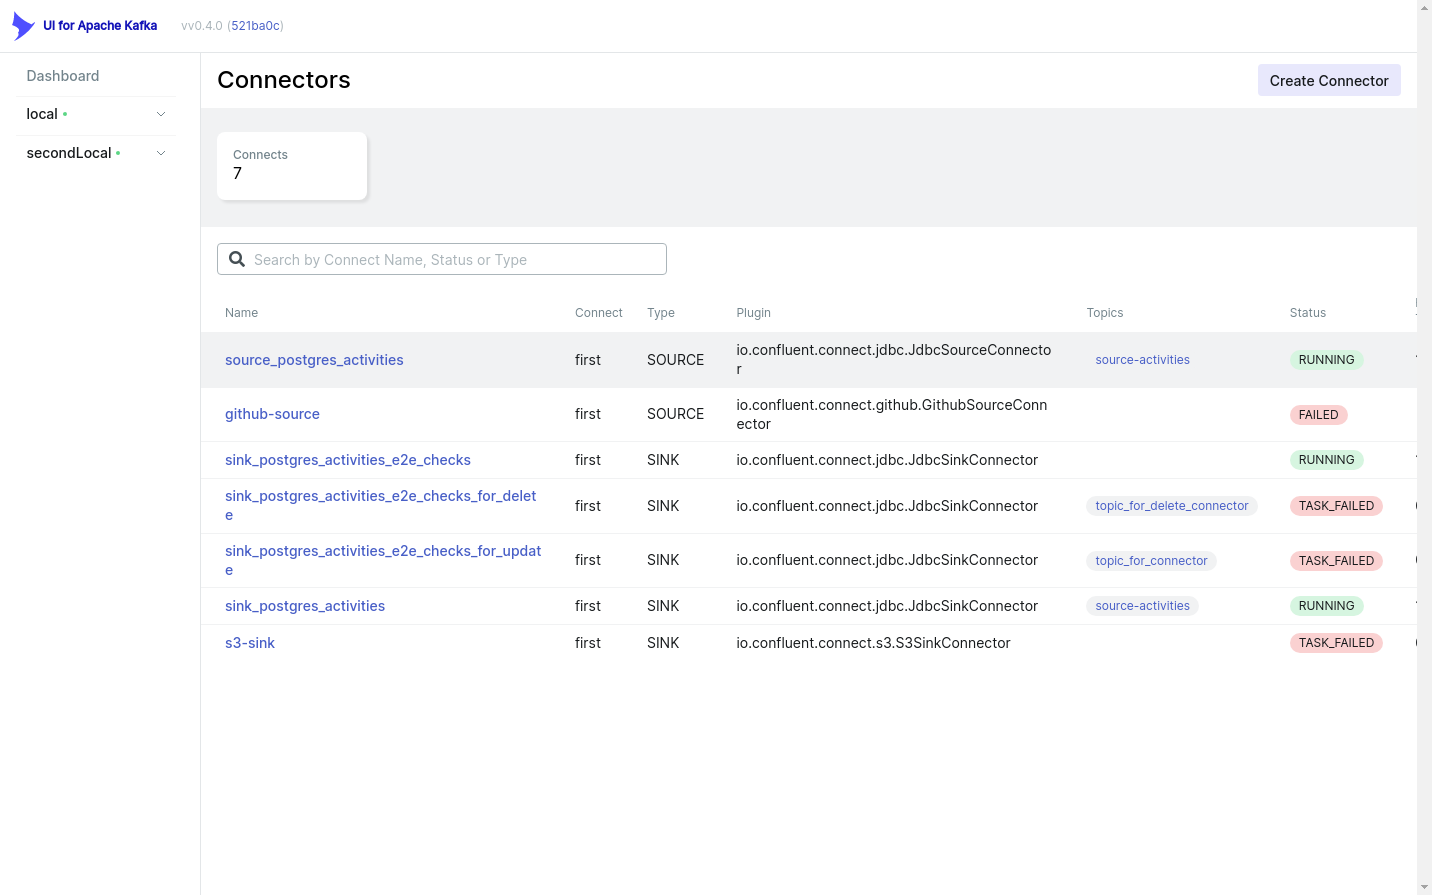 UI for Apache Kafka
vv0.4.0 (521ba0c)
Dashboard
local
secondLocal
Connectors
Create Connector
Connects
7
Search by Connect Name, Status or Type
Name Connect Type Plugin Topics Status
source_postgres_activities first SOURCE io.confluent.connect.jdbc.JdbcSourceConnecto
r
source-activities RUNNING
github-source first SOURCE io.confluent.connect.github.GithubSourceConn
ector
FAILED
sink_postgres_activities_e2e_checks first SINK io.confluent.connect.jdbc.JdbcSinkConnector RUNNING
sink_postgres_activities_e2e_checks_for_delet
e
first SINK io.confluent.connect.jdbc.JdbcSinkConnector topic_for_delete_connector TASK_FAILED
sink_postgres_activities_e2e_checks_for_updat
e
first SINK io.confluent.connect.jdbc.JdbcSinkConnector topic_for_connector TASK_FAILED
sink_postgres_activities first SINK io.confluent.connect.jdbc.JdbcSinkConnector source-activities RUNNING
s3-sink first SINK io.confluent.connect.s3.S3SinkConnector TASK_FAILED